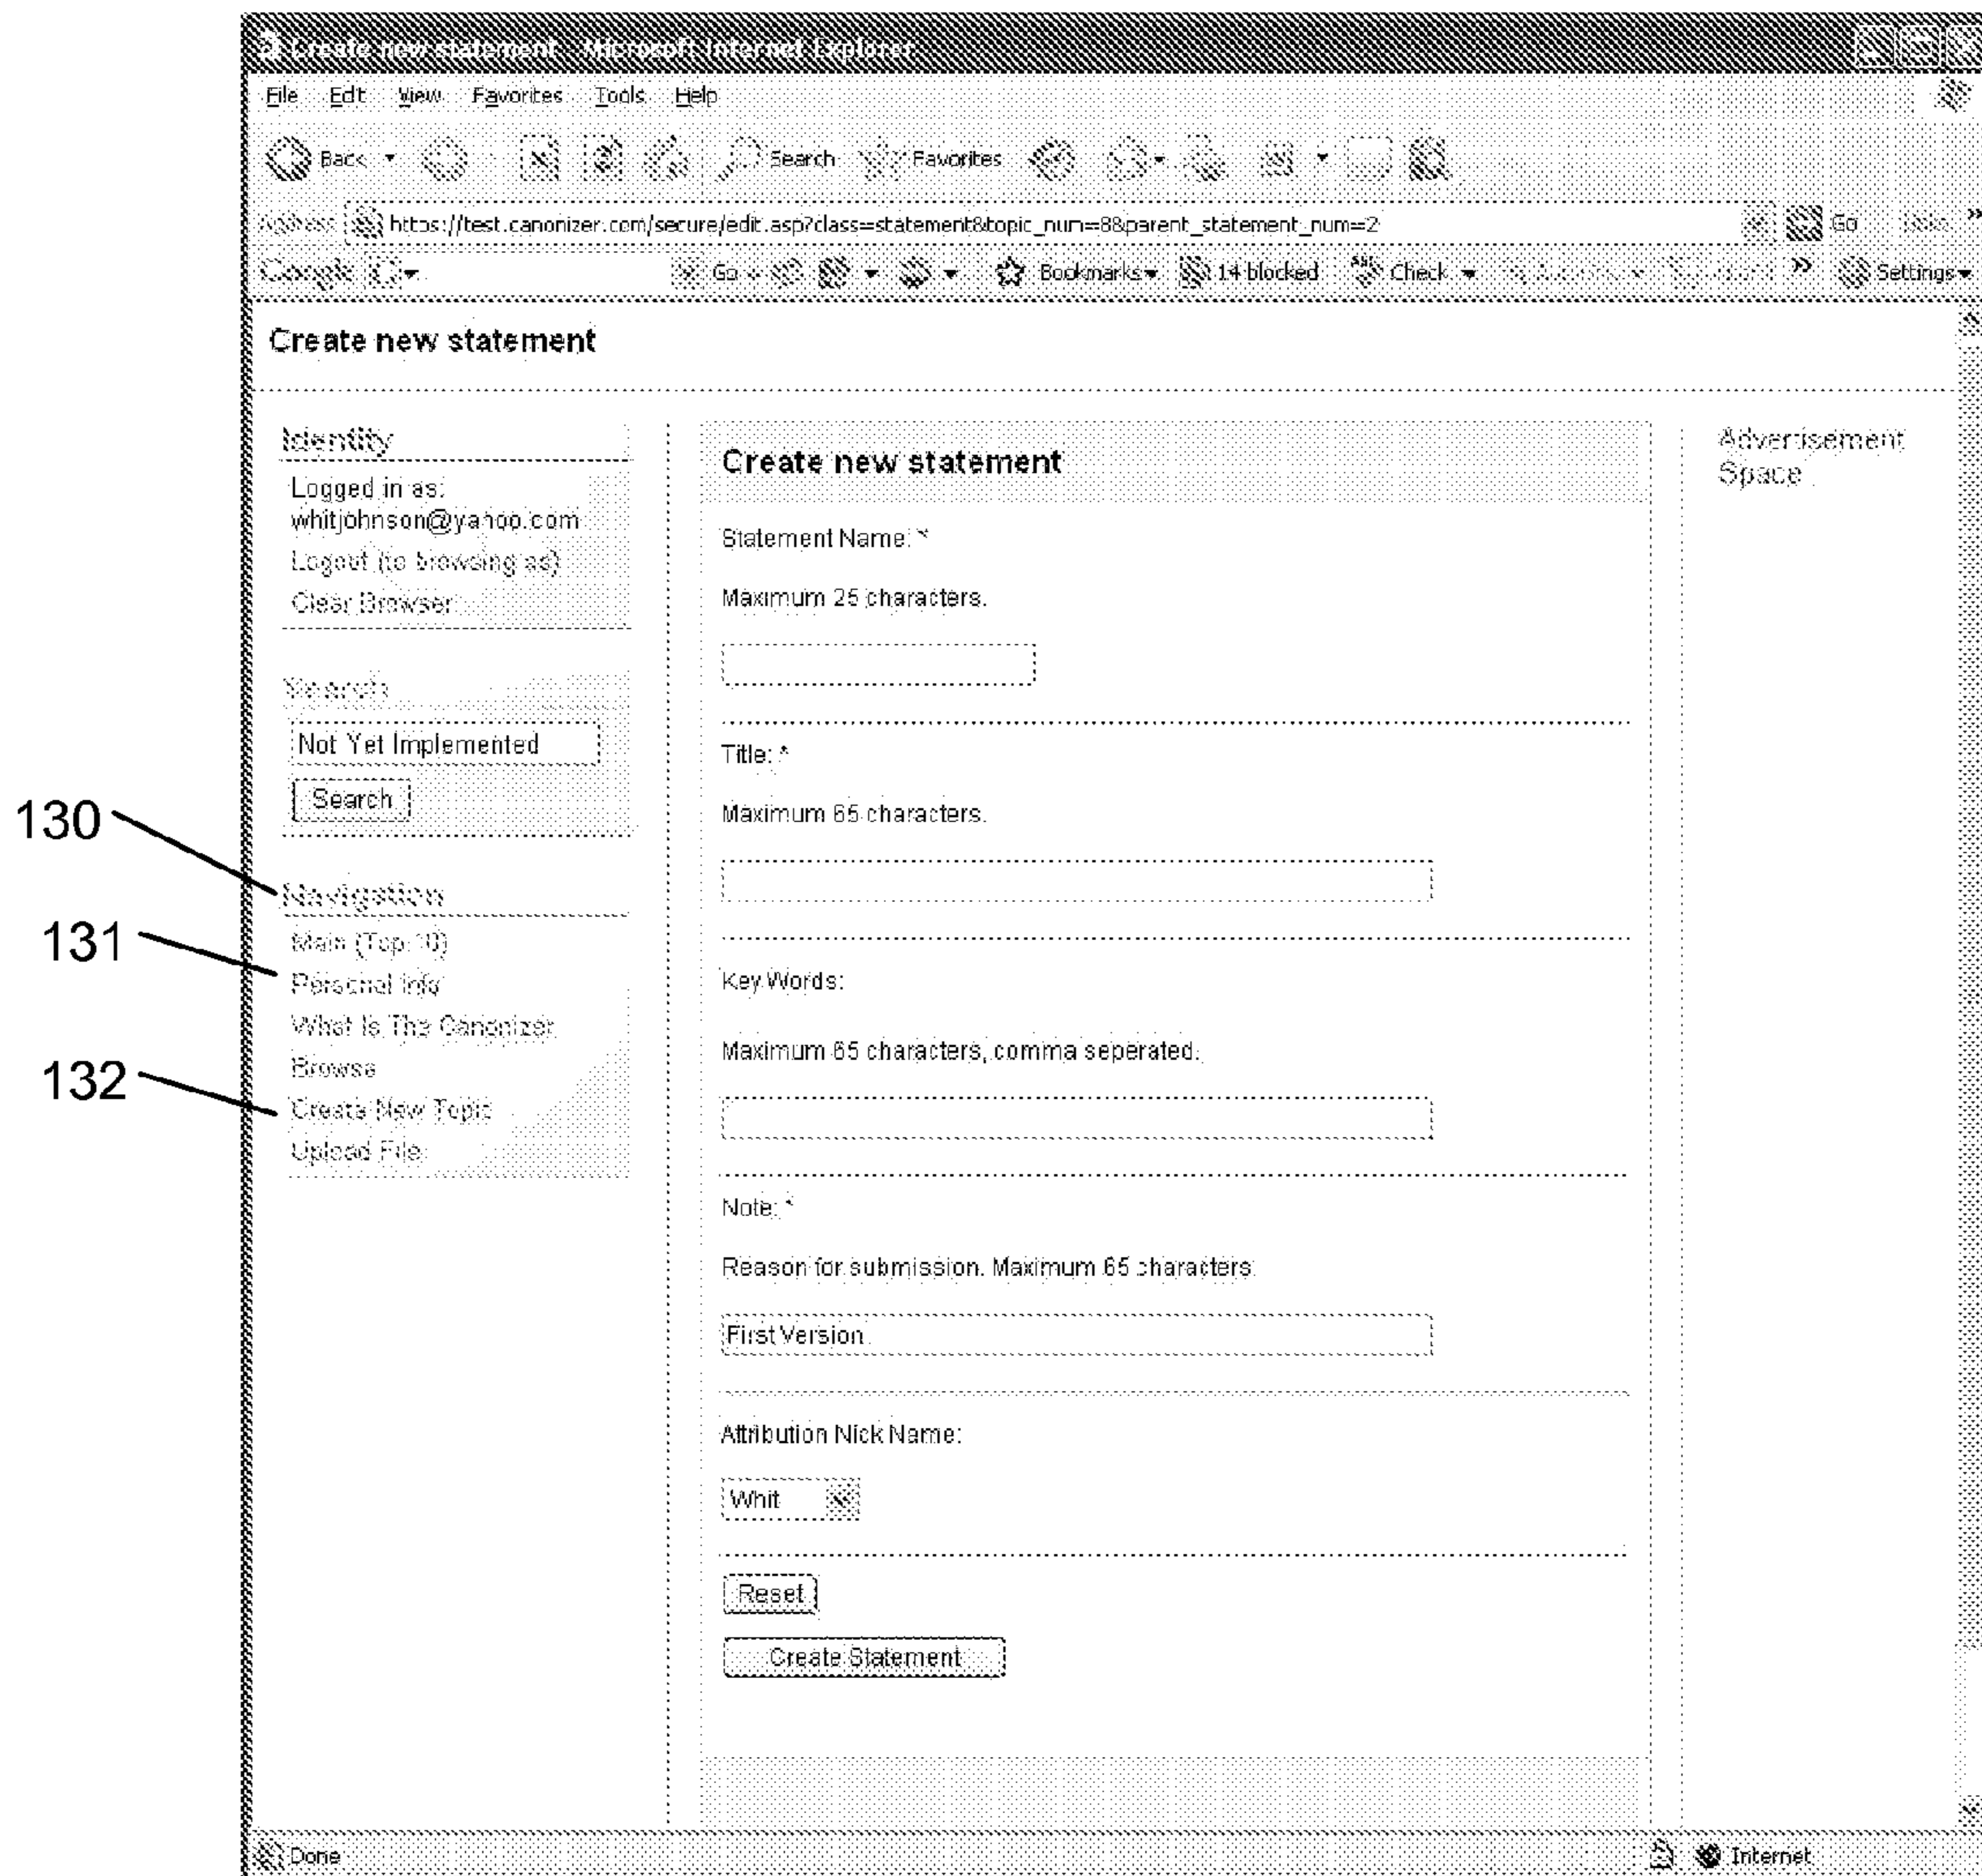 Create new statement - Microsoft Internet Explorer
File Edit View Favorites Tools Help
Back Search Favorites
Address https://test.canonizer.com/secure/edit.asp?class=statement&topic_num=8&parent_statement_num=2 Go Links »
Google Go Bookmarks 14 blocked Check » Settings
Create new statement
Identity
Logged in as:
whitjohnson@yahoo.com
Logout (to browsing as)
Clear Browser
Search
Not Yet Implemented
Search
130
Navigation
131
Main (Top 10)
Personal Info
What Is The Canonizer
Browse
132
Create New Topic
Upload File
Create new statement
Statement Name: *
Maximum 25 characters.
Title: *
Maximum 65 characters.
Key Words:
Maximum 65 characters, comma seperated.
Note: *
Reason for submission. Maximum 65 characters.
First Version
Attribution Nick Name:
Whit
Reset
Create Statement
Advertisement
Space
Done Internet